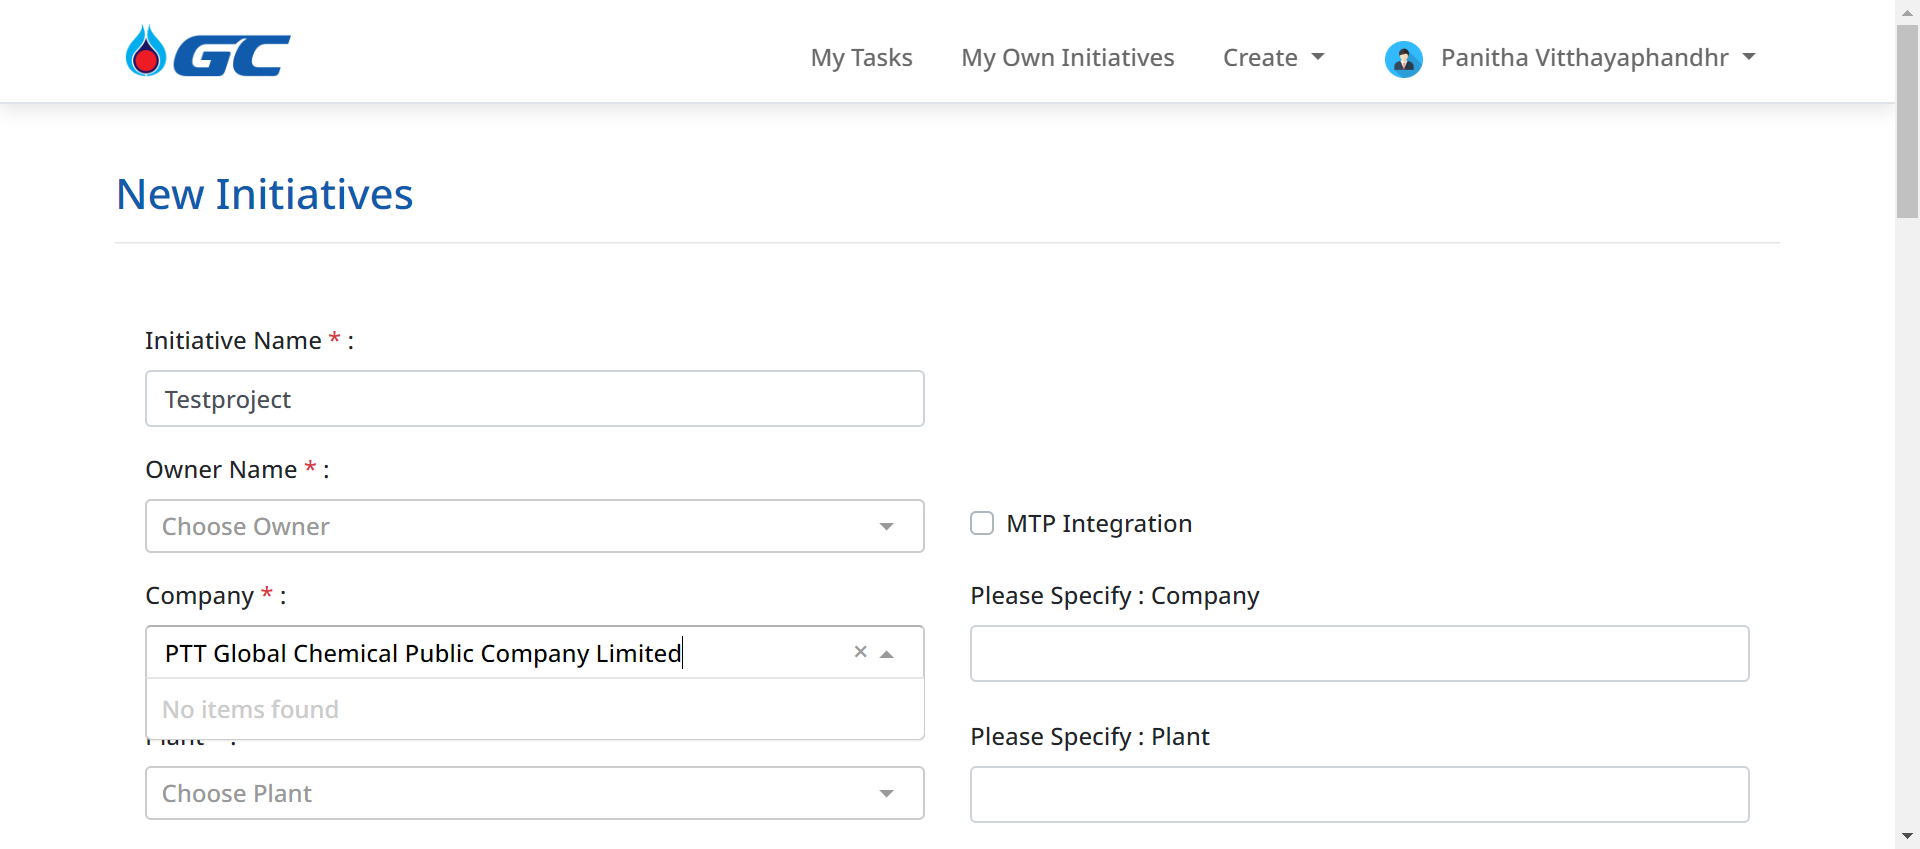 GC
My Tasks
My Own Initiatives
Create
Panitha Vitthayaphandhr
New Initiatives
Initiative Name * :
Testproject
Owner Name * :
Choose Owner
MTP Integration
Company * :
Please Specify : Company
PTT Global Chemical Public Company Limited
No items found
Please Specify : Plant
Choose Plant